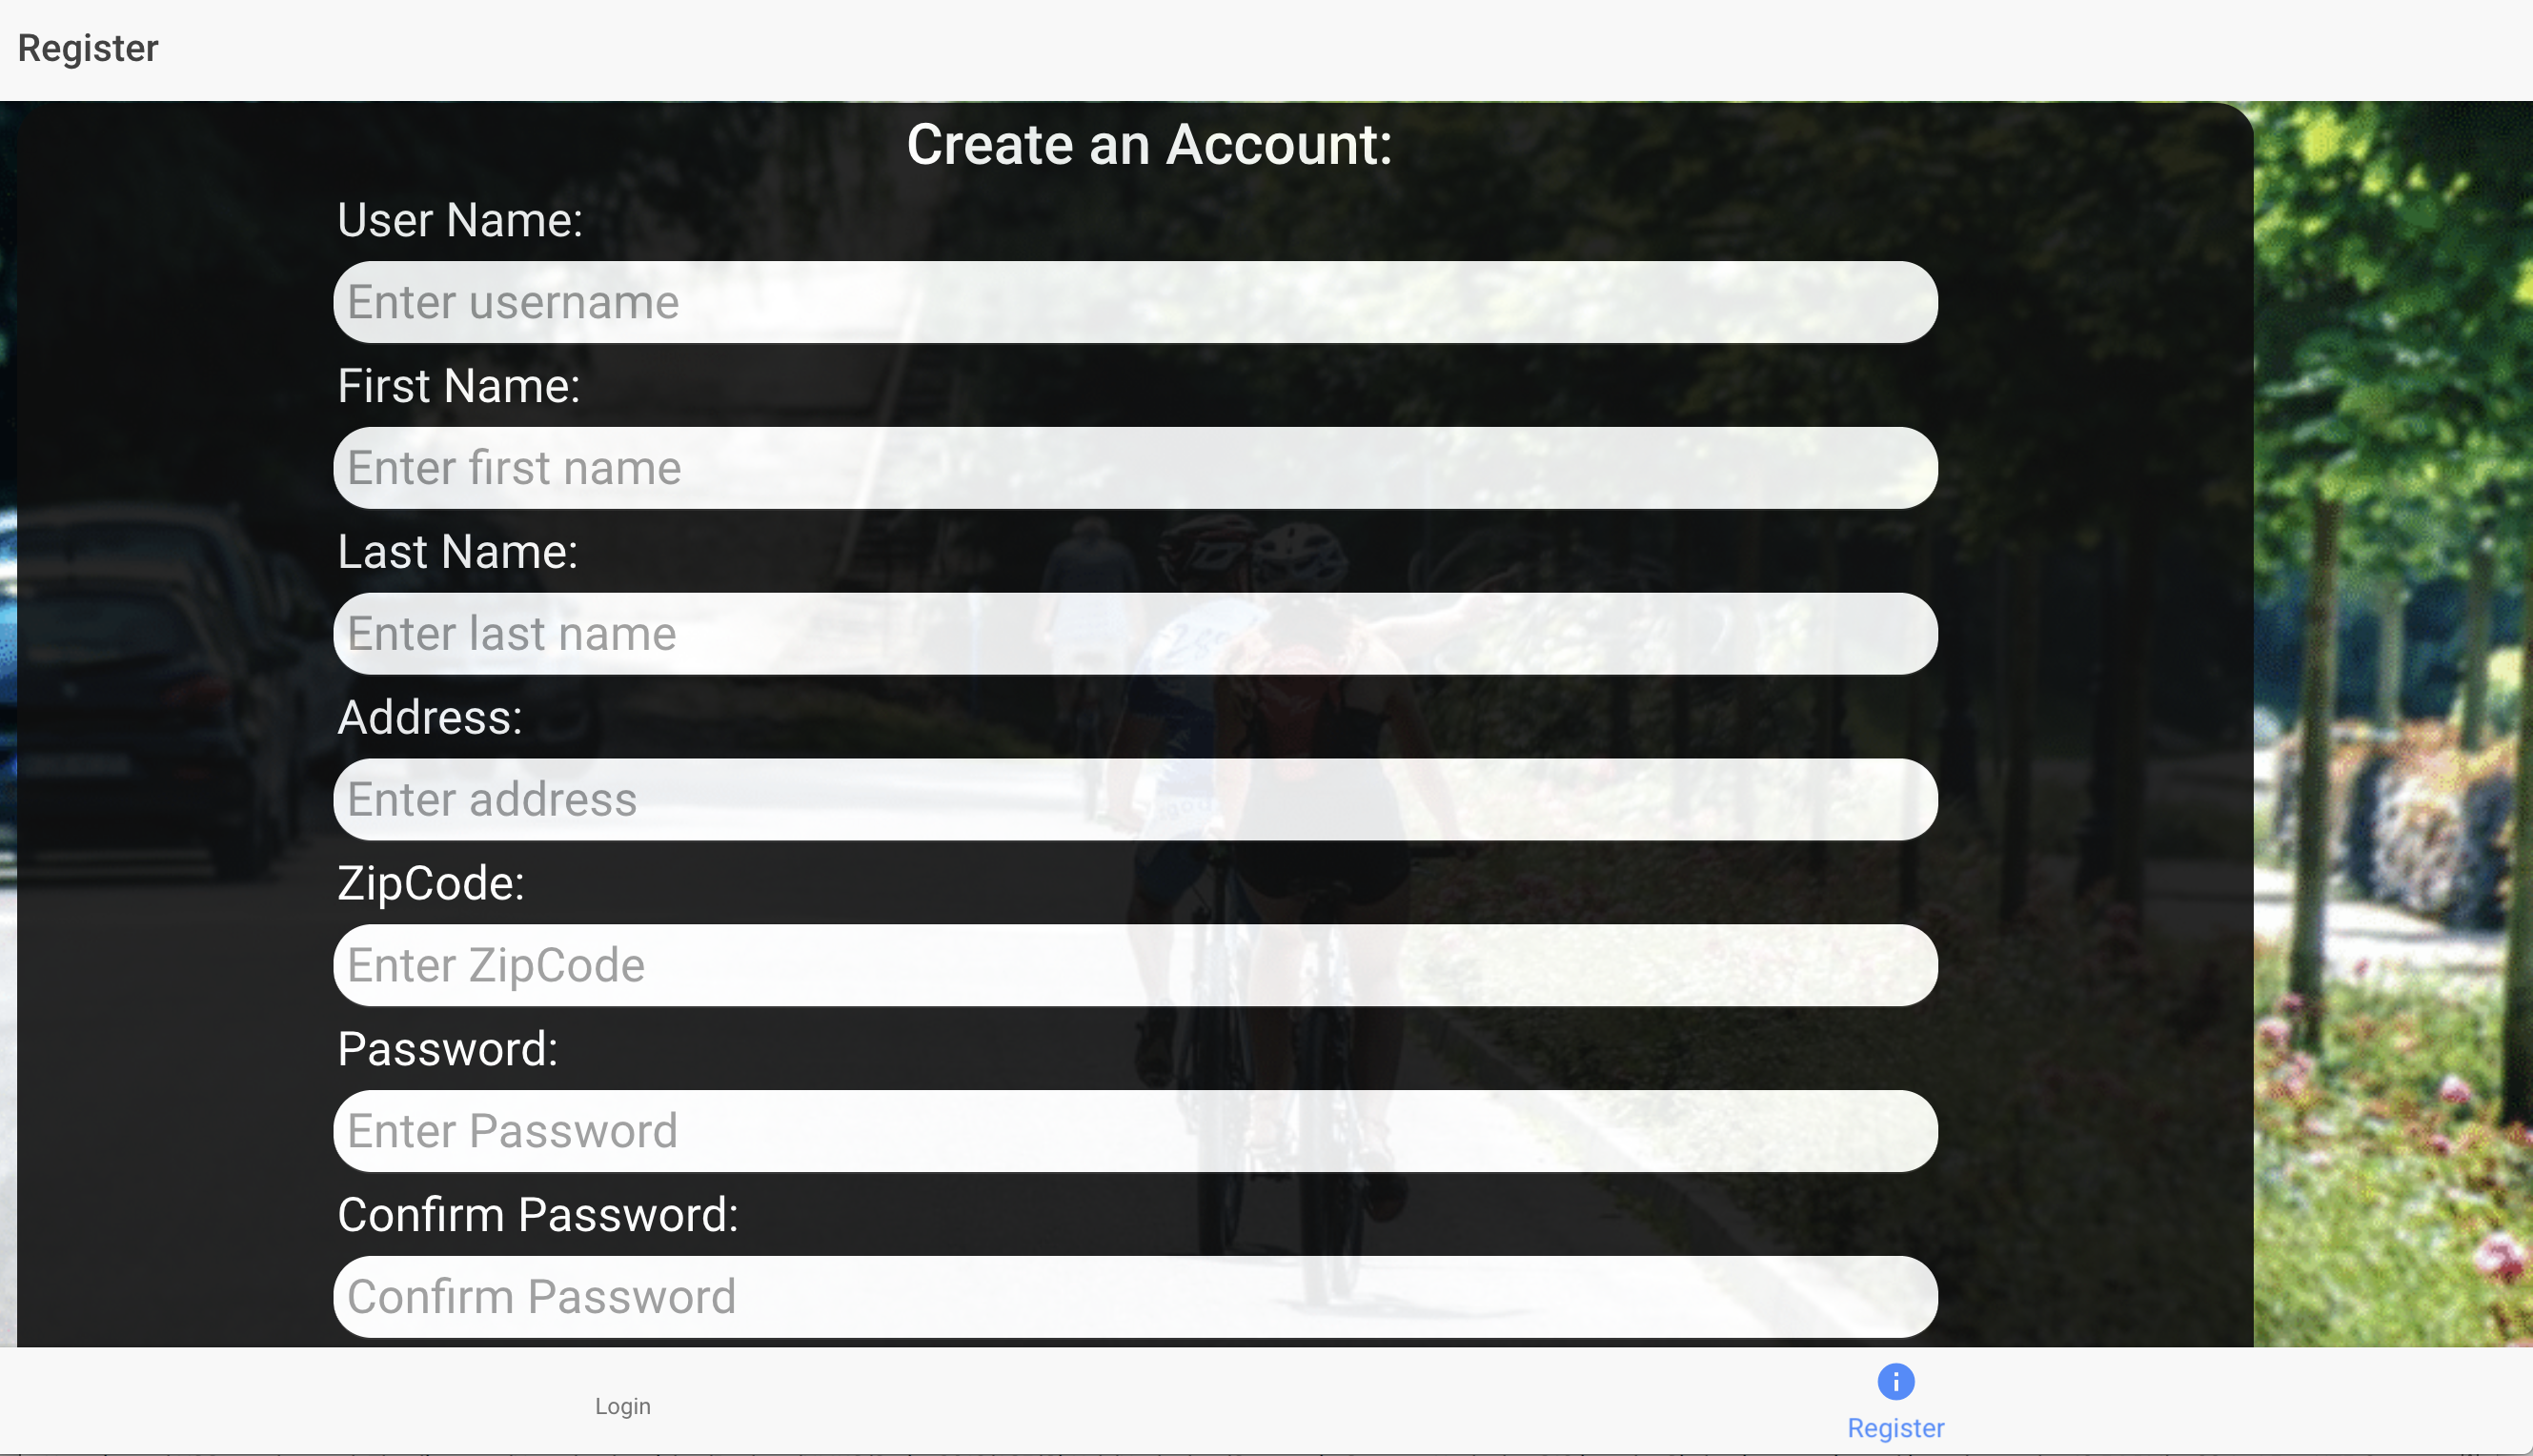 Register
Create an Account:
User Name:
Enter username
First Name:
Enter first name
Last Name:
Enter last name
Address:
Enter address
ZipCode:
Enter ZipCode
Password:
Enter Password
Confirm Password:
Confirm Password
Login
Register